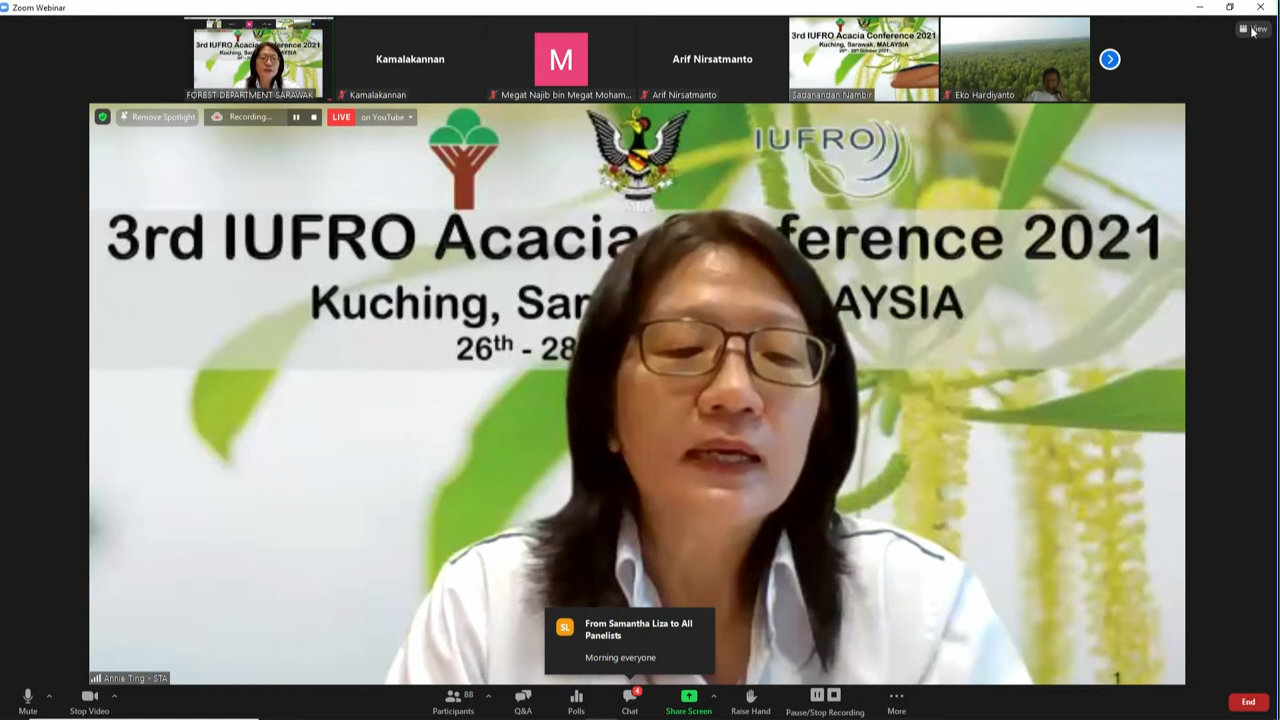 Zoom Webinar
View
3rd IUFRO Acacia Conference 2021
Kuching, Sarawak, MALAYSIA
FOREST DEPARTMENT SARAWAK
Kamalakannan
Kamalakannan
M
Megat Najib bin Megat Moham...
Arif Nirsatmanto
Arif Nirsatmanto
3rd IUFRO Acacia Conference 2021
Kuching, Sarawak, MALAYSIA
Sadanandan Nambiar
Eko Hardiyanto
Remove Spotlight
Recording...
LIVE on YouTube
IUFRO
3rd IUFRO Acacia ference 2021
Kuching, Sar AYSIA
26th - 28
SL
From Samantha Liza to All
Panelists
Morning everyone
Annie Ting - STA
1
Mute
Stop Video
Participants
88
Q&A
Polls
Chat
4
Share Screen
Raise Hand
Pause/Stop Recording
More
End